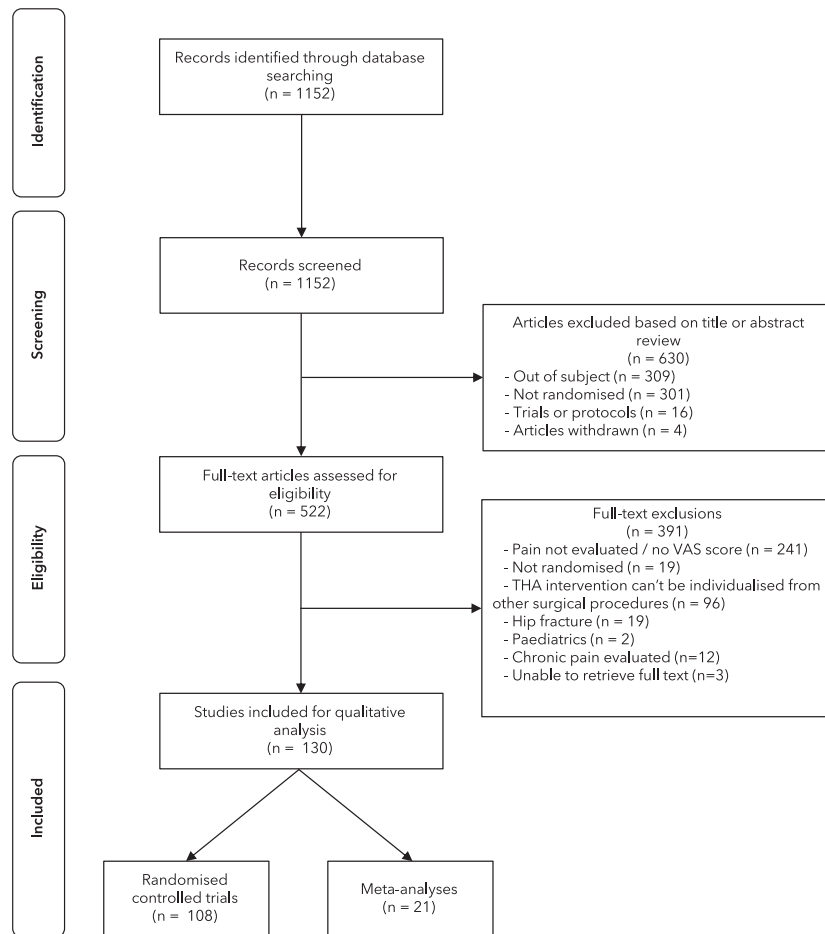 Identification
Records identified through database
searching
(n = 1152)
Screening
Records screened
(n = 1152)
Articles excluded based on title or abstract
review
(n = 630)
- Out of subject (n = 309)
- Not randomised (n = 301)
- Trials or protocols (n = 16)
- Articles withdrawn (n = 4)
Eligibility
Full-text articles assessed for
eligibility
(n = 522)
Full-text exclusions
(n = 391)
- Pain not evaluated / no VAS score (n = 241)
- Not randomised (n = 19)
- THA intervention can't be individualised from
other surgical procedures (n = 96)
- Hip fracture (n = 19)
- Paediatrics (n = 2)
- Chronic pain evaluated (n=12)
- Unable to retrieve full text (n=3)
Included
Studies included for qualitative
analysis
(n = 130)
Randomised
controlled trials
(n = 108)
Meta-analyses
(n = 21)